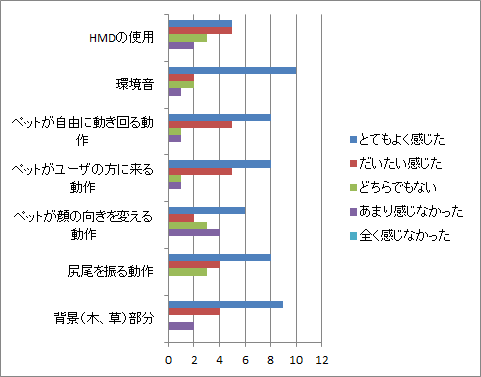 HMDの使用
環境音
ペットが自由に動き回る動
作
ペットがユーザの方に来る
動作
ペットが顔の向きを変える
動作
尻尾を振る動作
背景（木、草）部分
0 2 4 6 8 10 12
とてもよく感じた
だいたい感じた
どちらでもない
あまり感じなかった
全く感じなかった